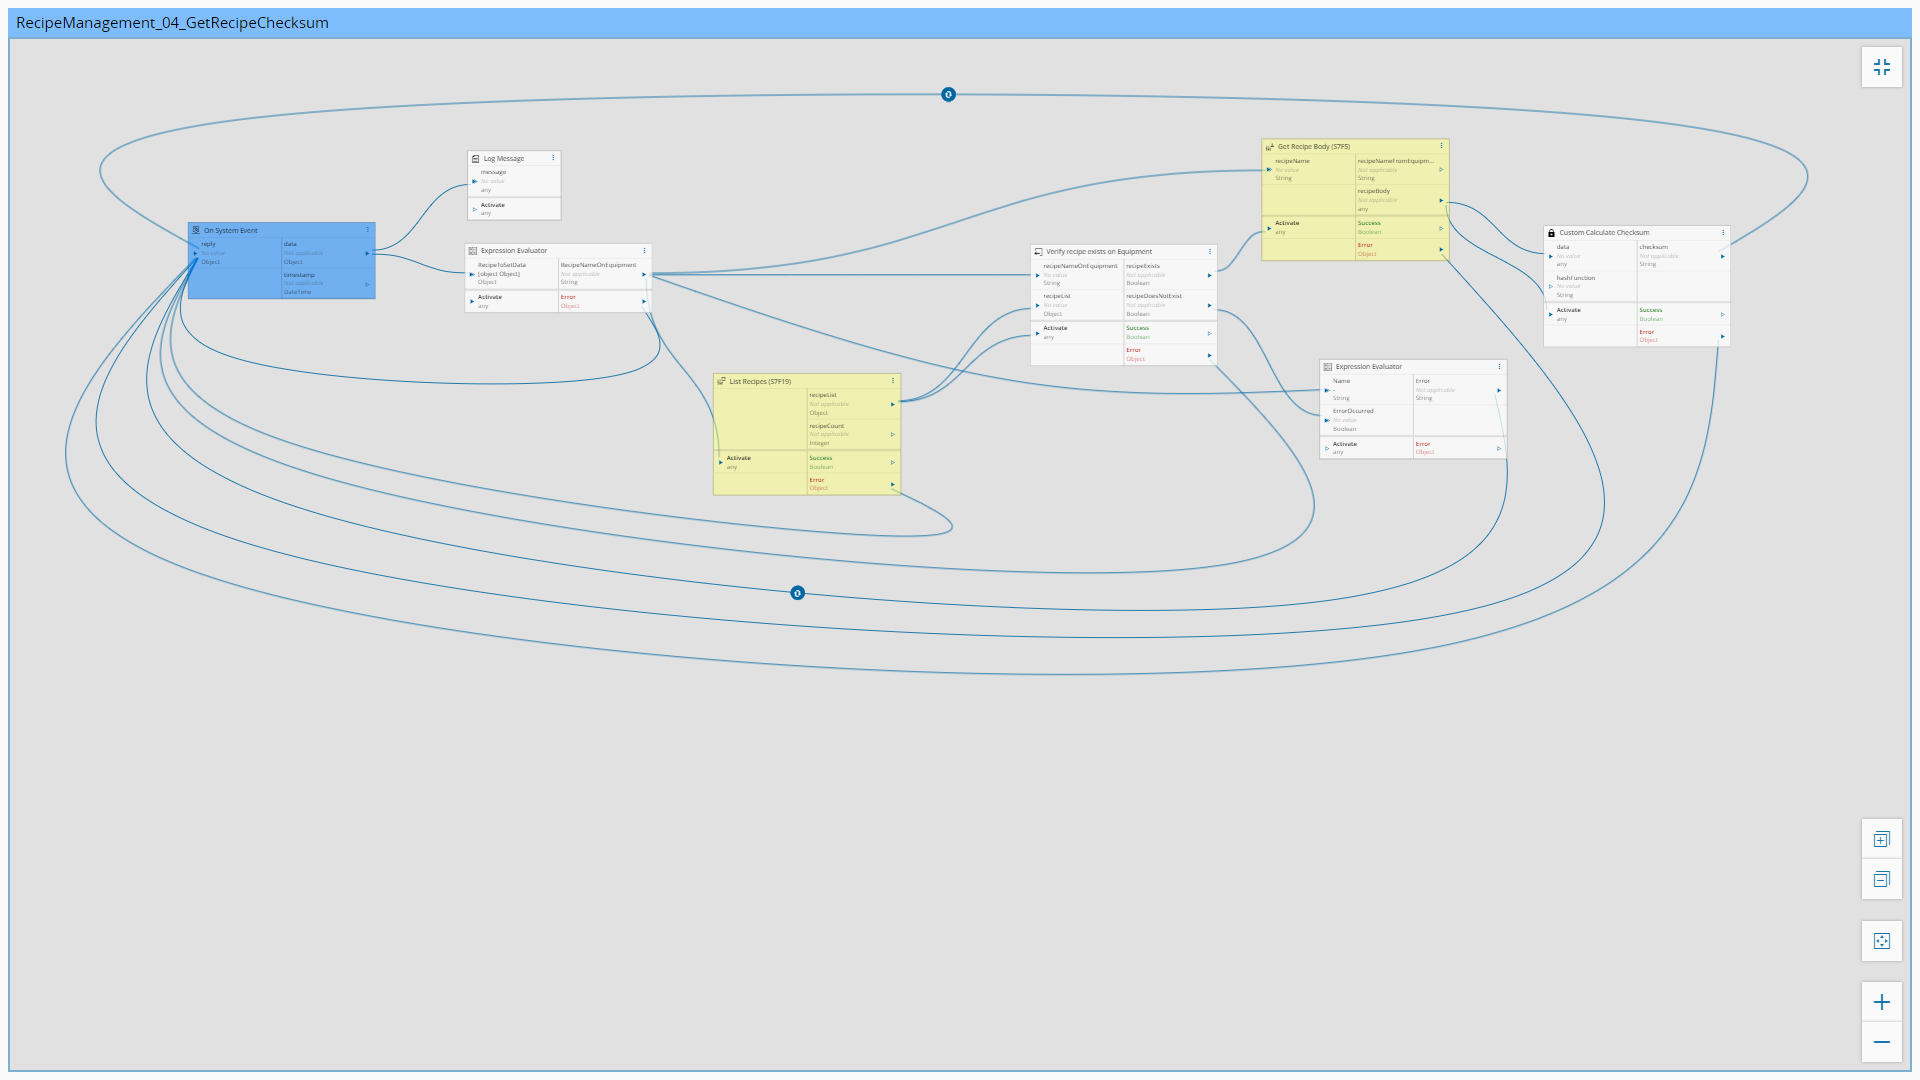 RecipeManagement_04_GetRecipeChecksum
Log Message
message
No value
any
Activate
any
On System Event
reply
No value
Object
data
Not applicable
Object
timestamp
Not applicable
DateTime
Expression Evaluator
RecipeToSetData
[object Object]
Object
RecipeNameOnEquipment
Not applicable
String
Activate
any
Error
Object
List Recipes (S7F19)
recipeList
Not applicable
Object
recipeCount
Not applicable
Integer
Activate
any
Success
Boolean
Error
Object
Verify recipe exists on Equipment
recipeNameOnEquipment
No value
String
recipeExists
Not applicable
Boolean
recipeList
No value
Object
recipeDoesNotExist
Not applicable
Boolean
Activate
any
Success
Boolean
Error
Object
Get Recipe Body (S7F5)
recipeName
No value
String
recipeNameFromEquipm...
Not applicable
String
recipeBody
Not applicable
any
Activate
any
Success
Boolean
Error
Object
Expression Evaluator
Name
-
String
Error
Not applicable
String
ErrorOccurred
No value
Boolean
Activate
any
Error
Object
Custom Calculate Checksum
data
No value
any
checksum
Not applicable
String
hashFunction
No value
String
Activate
any
Success
Boolean
Error
Object